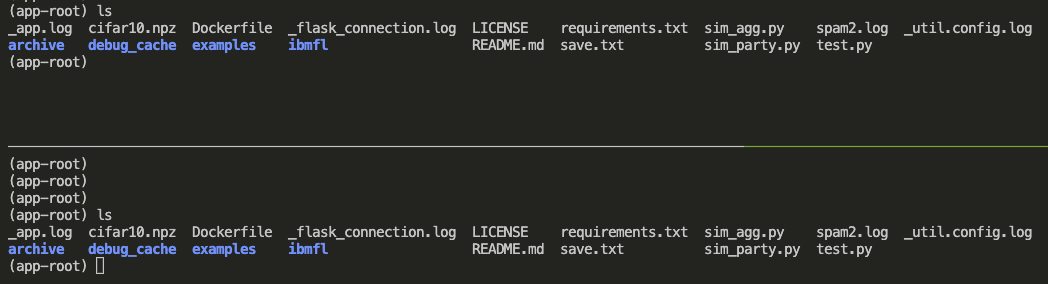 (app-root) ls
_app.log cifar10.npz Dockerfile _flask_connection.log LICENSE requirements.txt sim_agg.py spam2.log _util.config.log
archive debug_cache examples ibmfl README.md save.txt sim_party.py test.py
(app-root)
(app-root)
(app-root)
(app-root)
(app-root) ls
_app.log cifar10.npz Dockerfile _flask_connection.log LICENSE requirements.txt sim_agg.py spam2.log _util.config.log
archive debug_cache examples ibmfl README.md save.txt sim_party.py test.py
(app-root)